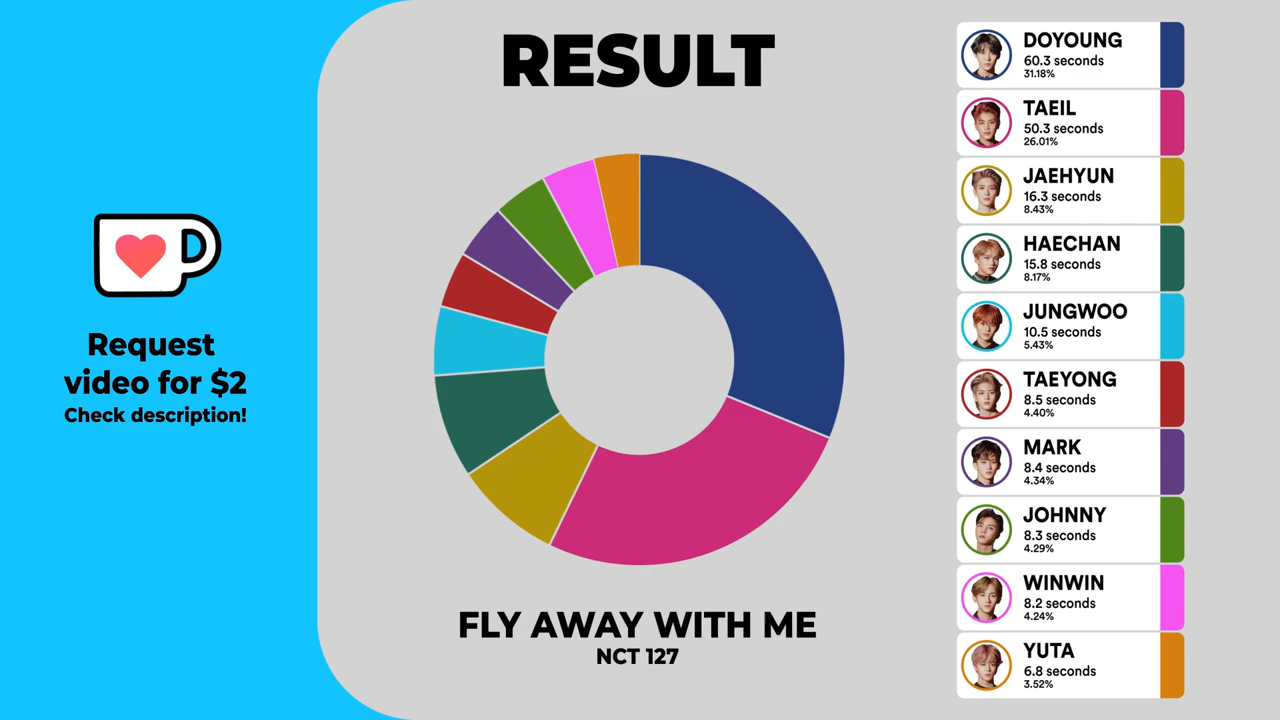 RESULT
Request
video for $2
Check description!
FLY AWAY WITH ME
NCT 127
DOYOUNG
60.3 seconds
31.18%
TAEIL
50.3 seconds
26.01%
JAEHYUN
16.3 seconds
8.43%
HAECHAN
15.8 seconds
8.17%
JUNGWOO
10.5 seconds
5.43%
TAEYONG
8.5 seconds
4.40%
MARK
8.4 seconds
4.34%
JOHNNY
8.3 seconds
4.29%
WINWIN
8.2 seconds
4.24%
YUTA
6.8 seconds
3.52%